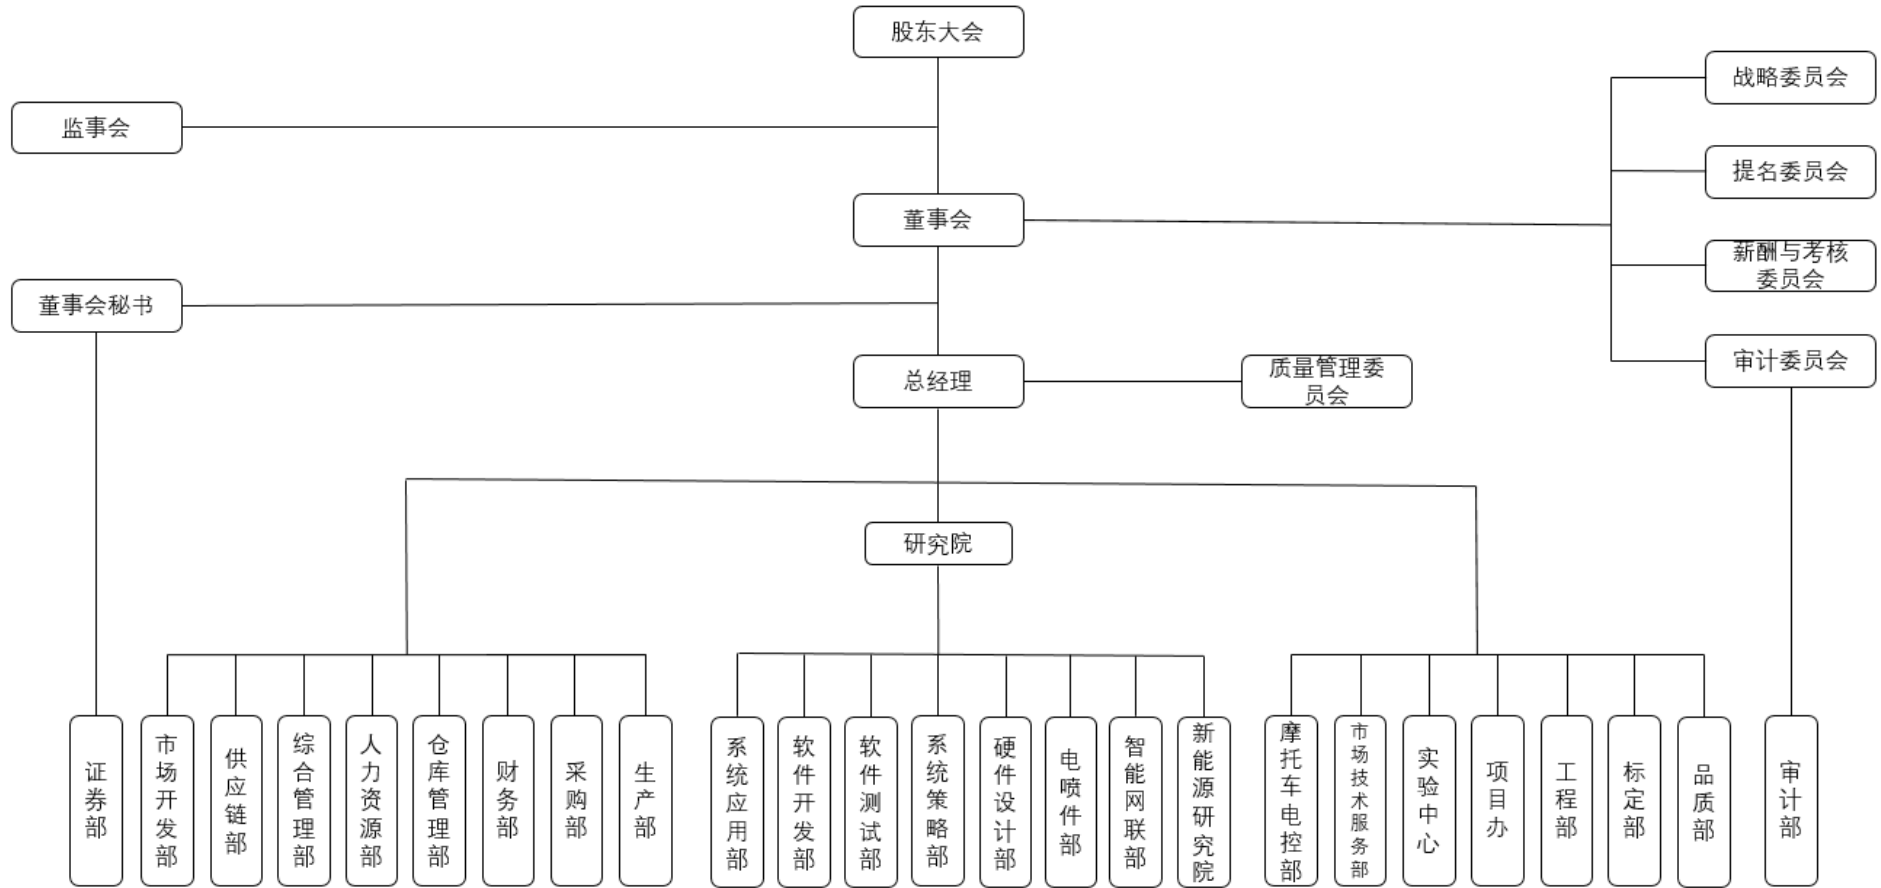 股东大会
战略委员会
监事会
提名委员会
董事会
薪酬与考核
委员会
董事会秘书
审计委员会
总经理
质量管理委
员会
研究院
证券部
市场开发部
供应链部
综合管理部
人力资源部
仓库管理部
财务部
采购部
生产部
系统应用部
软件开发部
软件测试部
系统策略部
硬件设计部
电喷件部
智能网联部
新能源研究院
摩托车电控部
市场技术服务部
实验中心
项目办
工程部
标定部
品质部
审计部